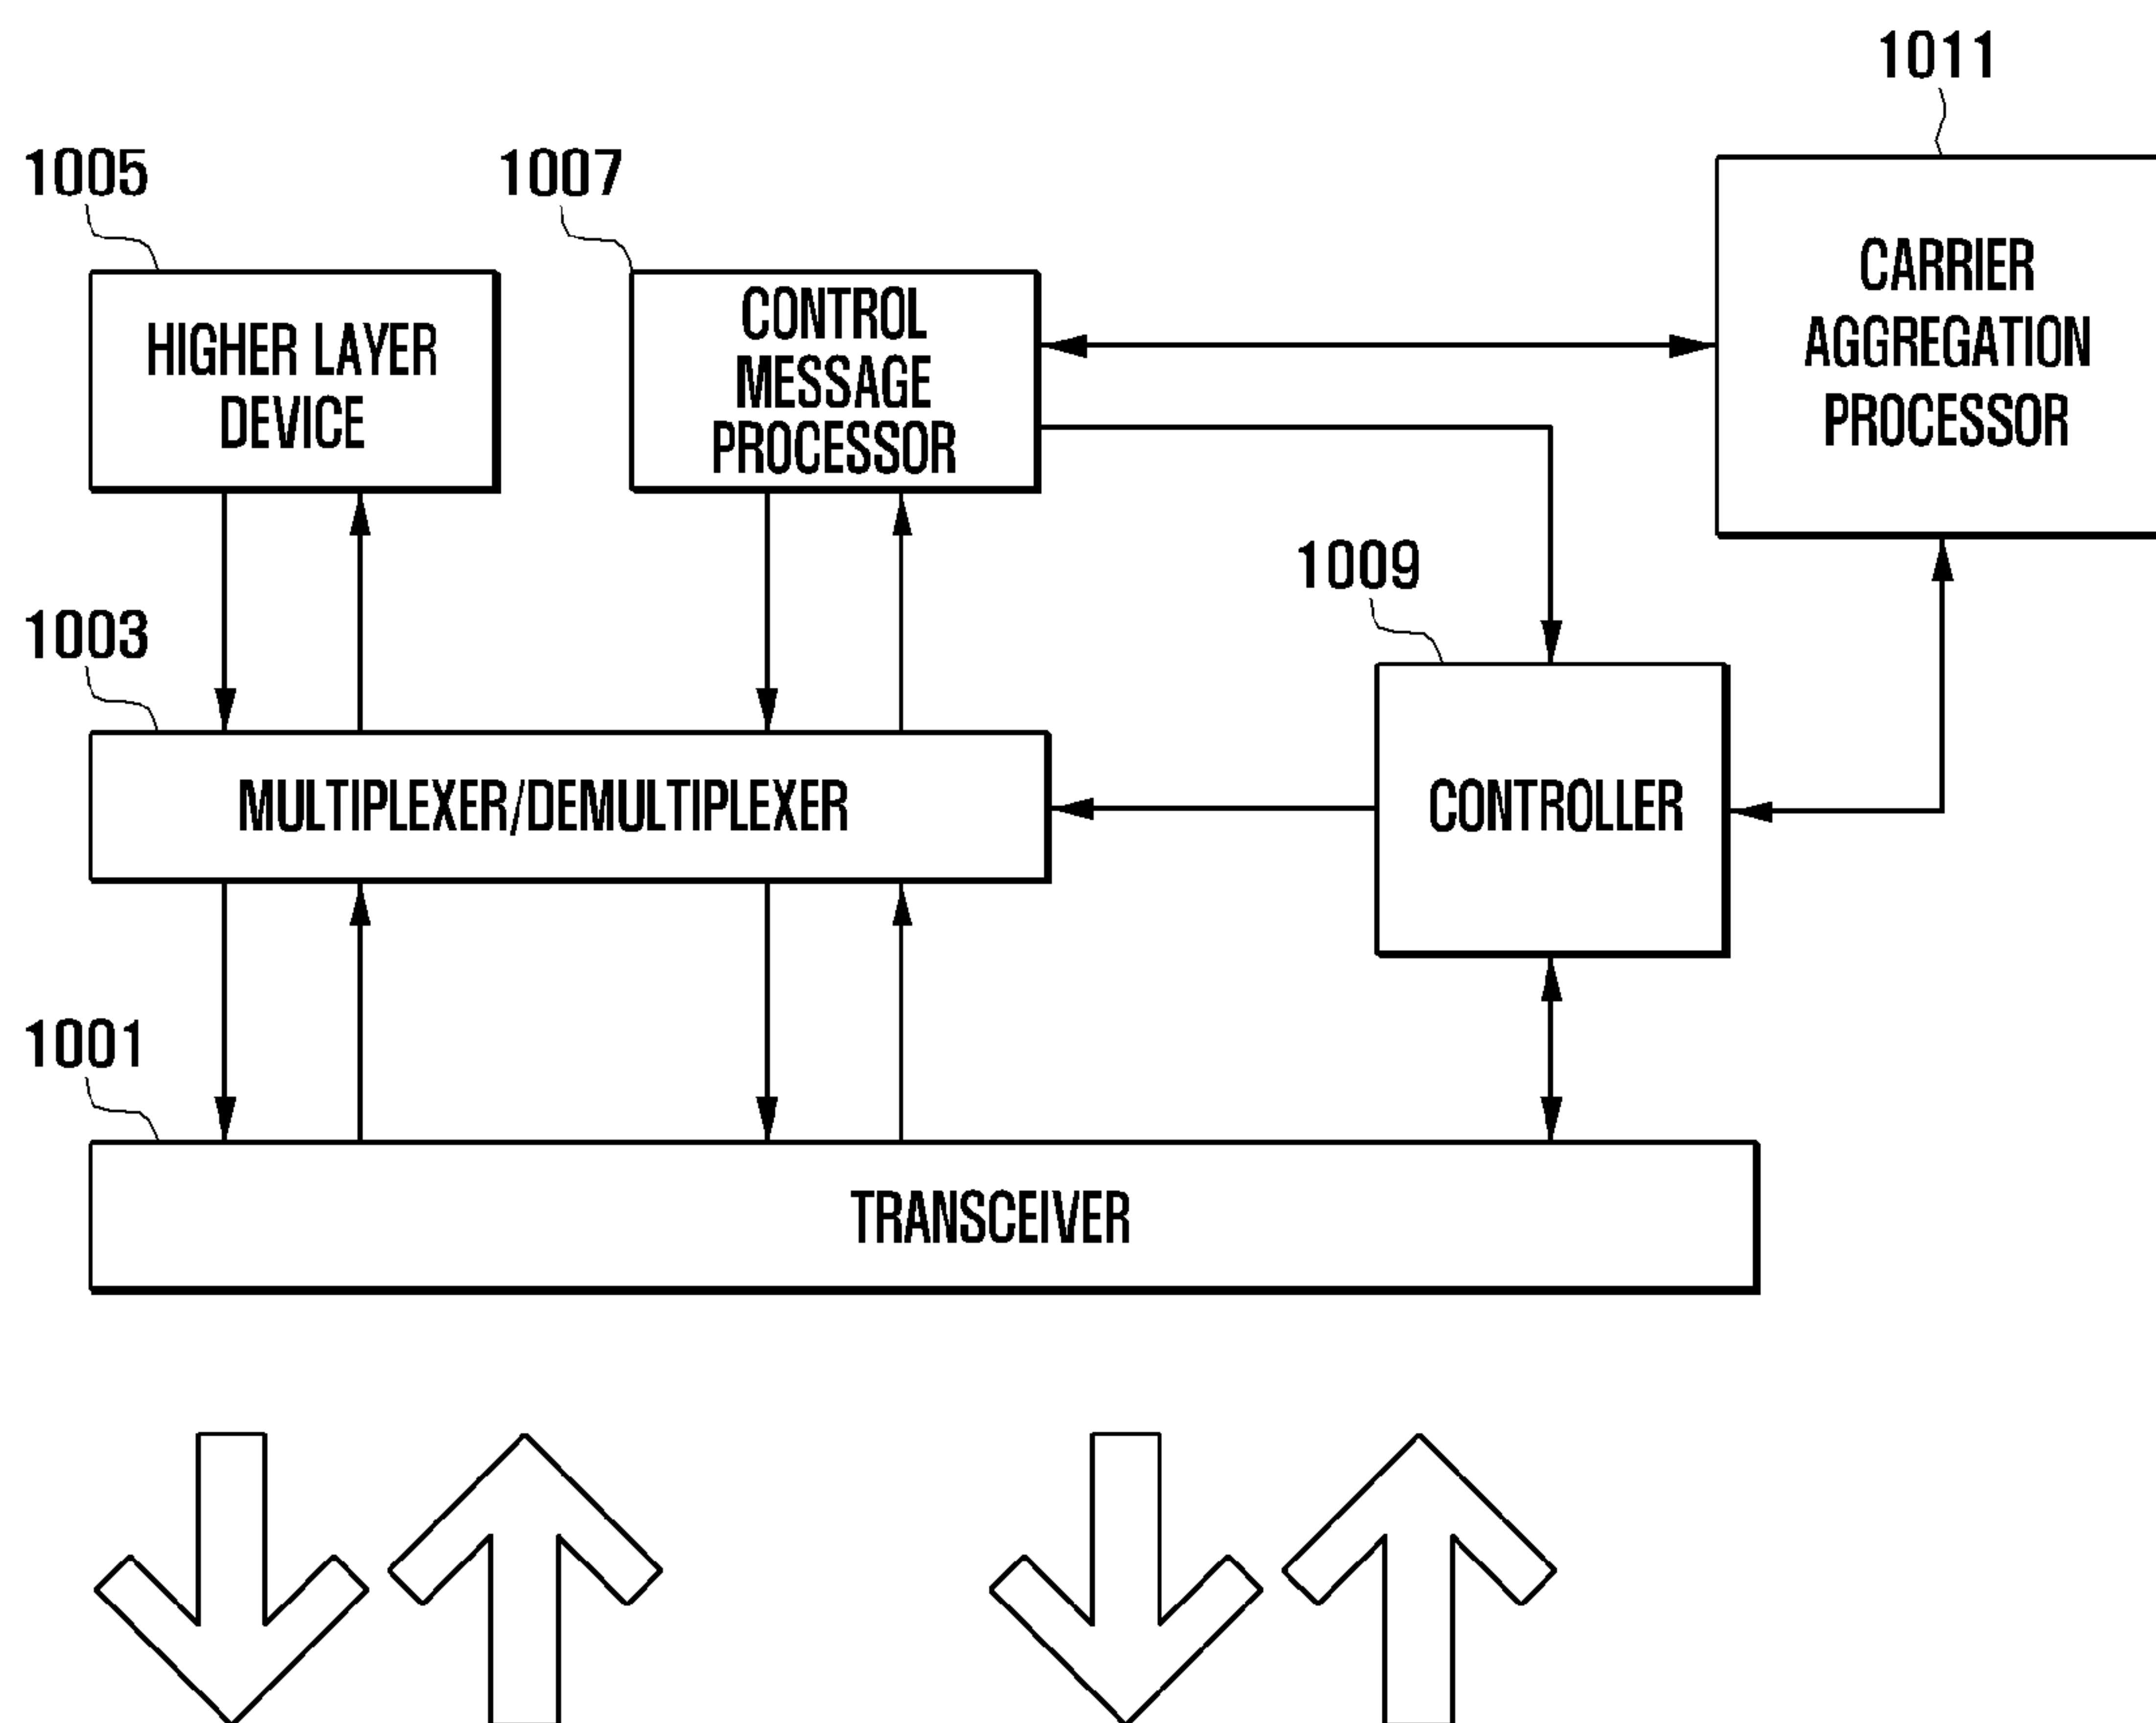 1011
1005
1007
CARRIER
AGGREGATION
PROCESSOR
HIGHER LAYER
DEVICE
CONTROL
MESSAGE
PROCESSOR
1009
1003
MULTIPLEXER/DEMULTIPLEXER
CONTROLLER
1001
TRANSCEIVER